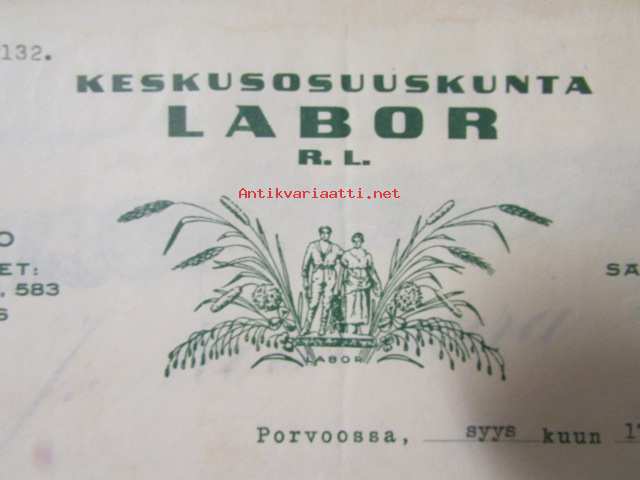 132.
KESKUSOSUUSKUNTA
LABOR
R. L.
Antikvariaatti.net
ET:
583
LABOR
Porvoossa, syys kuun